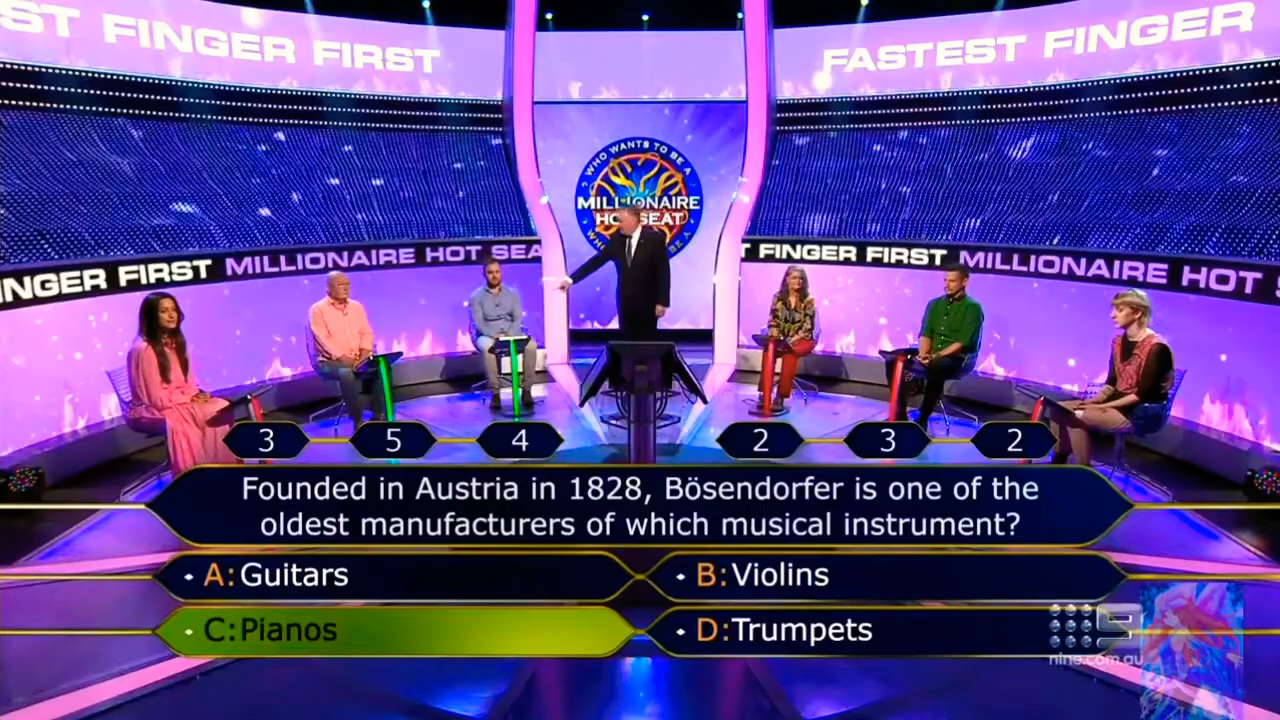 ST FINGER FIRST
FASTEST FINGER
WHO WANTS TO BE A
MILLIONAIRE
HOT SEAT
INGER FIRST MILLIONAIRE HOT SEA
T FINGER FIRST MILLIONAIRE HOT S
3
5
4
2
3
2
Founded in Austria in 1828, Bösendorfer is one of the
oldest manufacturers of which musical instrument?
A: Guitars
B: Violins
C: Pianos
D: Trumpets
9
nine.com.au